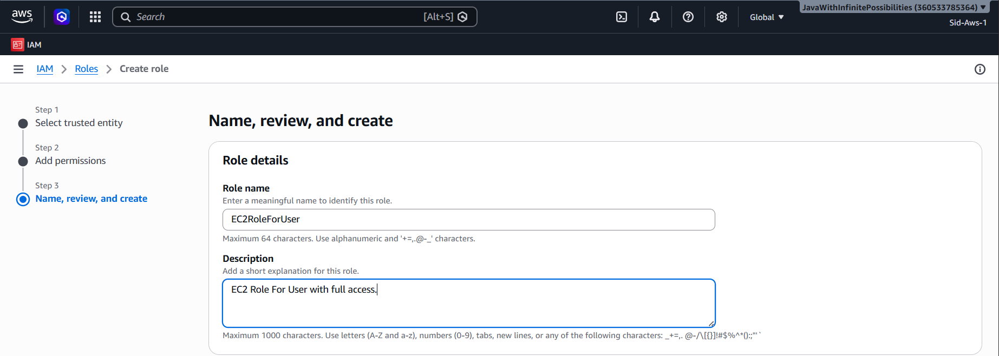 aws
Search
[Alt+S]
Global
JavaWithInfinitePossibilities (360533785364)
Sid-Aws-1
IAM
IAM
Roles
Create role
Step 1
Select trusted entity
Step 2
Add permissions
Step 3
Name, review, and create
Name, review, and create
Role details
Role name
Enter a meaningful name to identify this role.
EC2RoleForUser
Maximum 64 characters. Use alphanumeric and '+=,.@-_' characters.
Description
Add a short explanation for this role.
EC2 Role For User with full access.
Maximum 1000 characters. Use letters (A-Z and a-z), numbers (0-9), tabs, new lines, or any of the following characters: _+=,. @-/\[{}]!#$%^*();:"'`